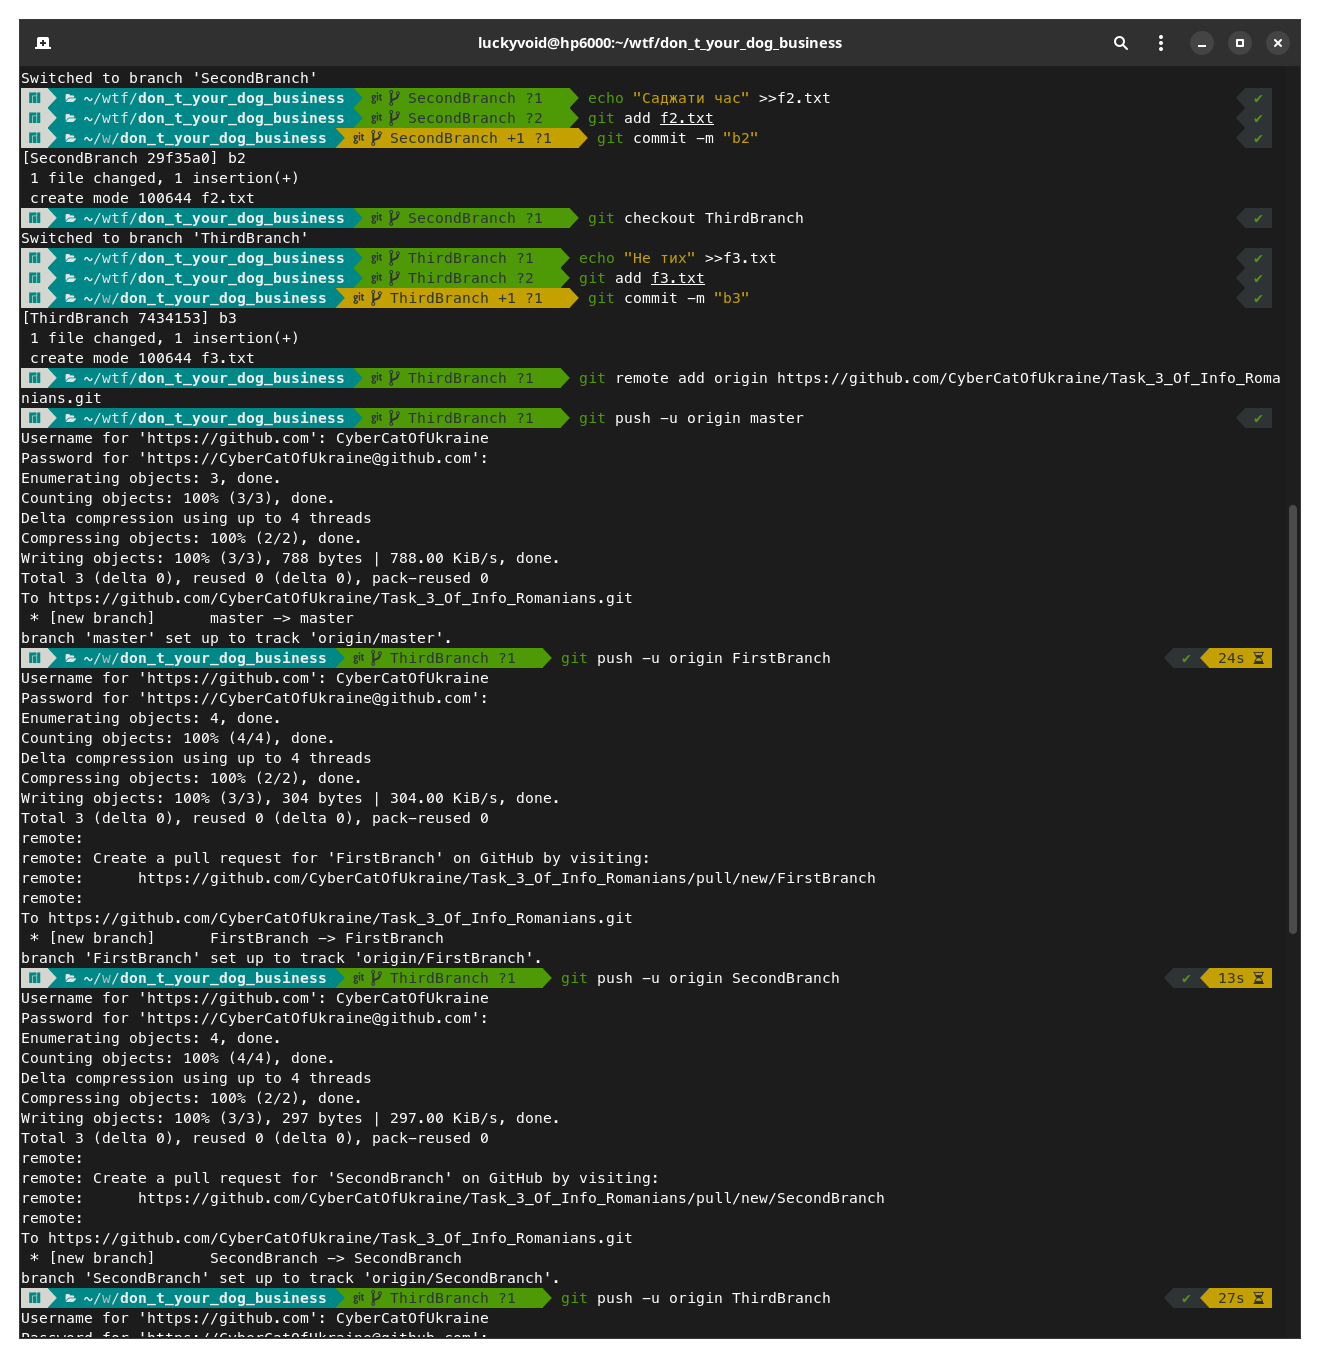 luckyvoid@hp6000:~/wtf/don_t_your_dog_business
Switched to branch 'SecondBranch'
~/wtf/don_t_your_dog_business git SecondBranch ?1 echo "Саджати час" >>f2.txt ✔
~/wtf/don_t_your_dog_business git SecondBranch ?2 git add f2.txt ✔
~/w/don_t_your_dog_business git SecondBranch +1 ?1 git commit -m "b2" ✔
[SecondBranch 29f35a0] b2
1 file changed, 1 insertion(+)
create mode 100644 f2.txt
~/wtf/don_t_your_dog_business git SecondBranch ?1 git checkout ThirdBranch ✔
Switched to branch 'ThirdBranch'
~/wtf/don_t_your_dog_business git ThirdBranch ?1 echo "Не тих" >>f3.txt ✔
~/wtf/don_t_your_dog_business git ThirdBranch ?2 git add f3.txt ✔
~/w/don_t_your_dog_business git ThirdBranch +1 ?1 git commit -m "b3" ✔
[ThirdBranch 7434153] b3
1 file changed, 1 insertion(+)
create mode 100644 f3.txt
~/wtf/don_t_your_dog_business git ThirdBranch ?1 git remote add origin https://github.com/CyberCatOfUkraine/Task_3_Of_Info_Roma
nians.git
~/wtf/don_t_your_dog_business git ThirdBranch ?1 git push -u origin master ✔
Username for 'https://github.com': CyberCatOfUkraine
Password for 'https://CyberCatOfUkraine@github.com':
Enumerating objects: 3, done.
Counting objects: 100% (3/3), done.
Delta compression using up to 4 threads
Compressing objects: 100% (2/2), done.
Writing objects: 100% (3/3), 788 bytes | 788.00 KiB/s, done.
Total 3 (delta 0), reused 0 (delta 0), pack-reused 0
To https://github.com/CyberCatOfUkraine/Task_3_Of_Info_Romanians.git
* [new branch]      master -> master
branch 'master' set up to track 'origin/master'.
~/w/don_t_your_dog_business git ThirdBranch ?1 git push -u origin FirstBranch ✔ 24s
Username for 'https://github.com': CyberCatOfUkraine
Password for 'https://CyberCatOfUkraine@github.com':
Enumerating objects: 4, done.
Counting objects: 100% (4/4), done.
Delta compression using up to 4 threads
Compressing objects: 100% (2/2), done.
Writing objects: 100% (3/3), 304 bytes | 304.00 KiB/s, done.
Total 3 (delta 0), reused 0 (delta 0), pack-reused 0
remote:
remote: Create a pull request for 'FirstBranch' on GitHub by visiting:
remote:      https://github.com/CyberCatOfUkraine/Task_3_Of_Info_Romanians/pull/new/FirstBranch
remote:
To https://github.com/CyberCatOfUkraine/Task_3_Of_Info_Romanians.git
* [new branch]      FirstBranch -> FirstBranch
branch 'FirstBranch' set up to track 'origin/FirstBranch'.
~/w/don_t_your_dog_business git ThirdBranch ?1 git push -u origin SecondBranch ✔ 13s
Username for 'https://github.com': CyberCatOfUkraine
Password for 'https://CyberCatOfUkraine@github.com':
Enumerating objects: 4, done.
Counting objects: 100% (4/4), done.
Delta compression using up to 4 threads
Compressing objects: 100% (2/2), done.
Writing objects: 100% (3/3), 297 bytes | 297.00 KiB/s, done.
Total 3 (delta 0), reused 0 (delta 0), pack-reused 0
remote:
remote: Create a pull request for 'SecondBranch' on GitHub by visiting:
remote:      https://github.com/CyberCatOfUkraine/Task_3_Of_Info_Romanians/pull/new/SecondBranch
remote:
To https://github.com/CyberCatOfUkraine/Task_3_Of_Info_Romanians.git
* [new branch]      SecondBranch -> SecondBranch
branch 'SecondBranch' set up to track 'origin/SecondBranch'.
~/w/don_t_your_dog_business git ThirdBranch ?1 git push -u origin ThirdBranch ✔ 27s
Username for 'https://github.com': CyberCatOfUkraine
Password for 'https://CyberCatOfUkraine@github.com':